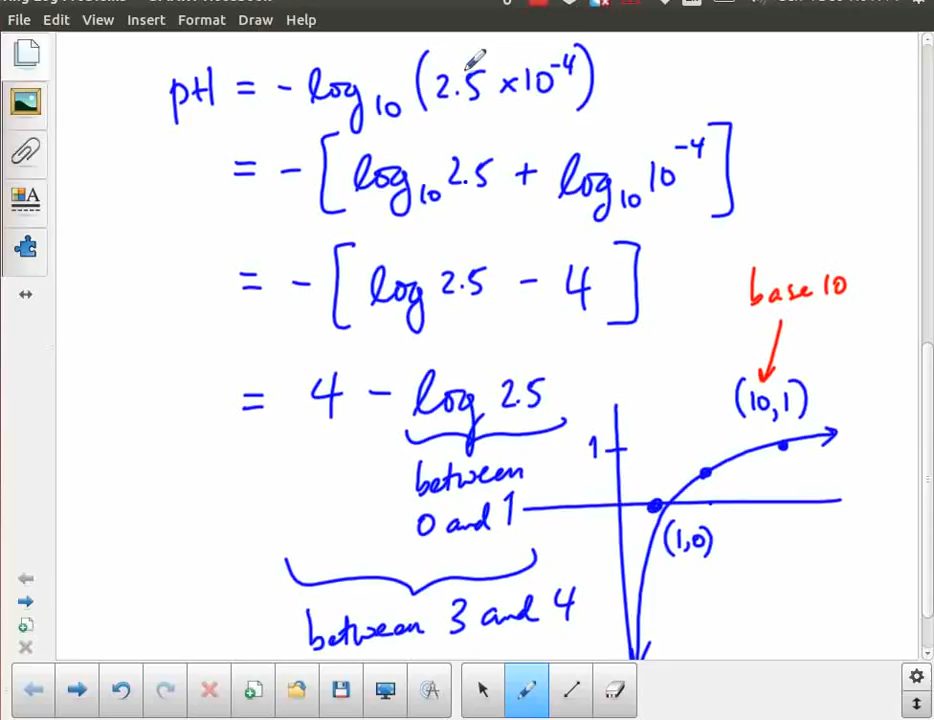 File Edit View Insert Format Draw Help
pH = - log₁₀ (2.5 × 10⁻⁴)
= - [log₁₀ 2.5 + log₁₀ 10⁻⁴]
= - [log 2.5 - 4]
base 10
= 4 - log 2.5
(10,1)
1
between
0 and 1
(1,0)
between 3 and 4